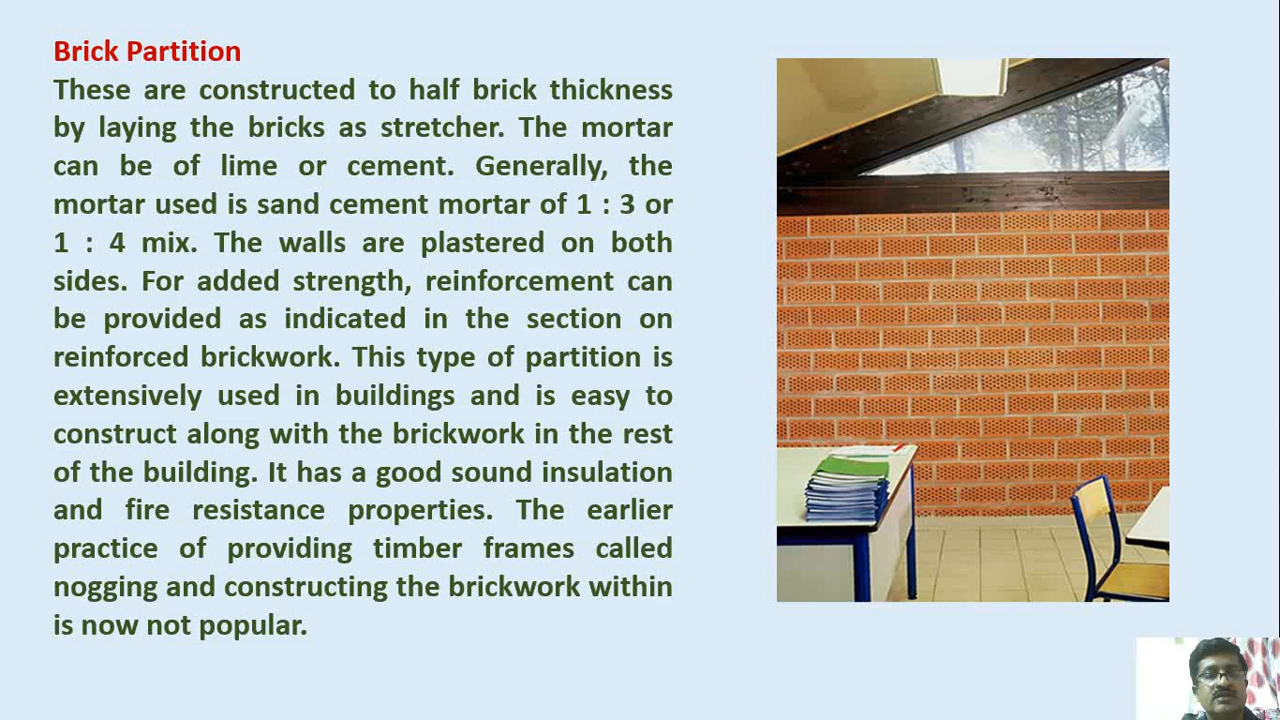 Brick Partition
These are constructed to half brick thickness
by laying the bricks as stretcher. The mortar
can be of lime or cement. Generally, the
mortar used is sand cement mortar of 1 : 3 or
1 : 4 mix. The walls are plastered on both
sides. For added strength, reinforcement can
be provided as indicated in the section on
reinforced brickwork. This type of partition is
extensively used in buildings and is easy to
construct along with the brickwork in the rest
of the building. It has a good sound insulation
and fire resistance properties. The earlier
practice of providing timber frames called
nogging and constructing the brickwork within
is now not popular.